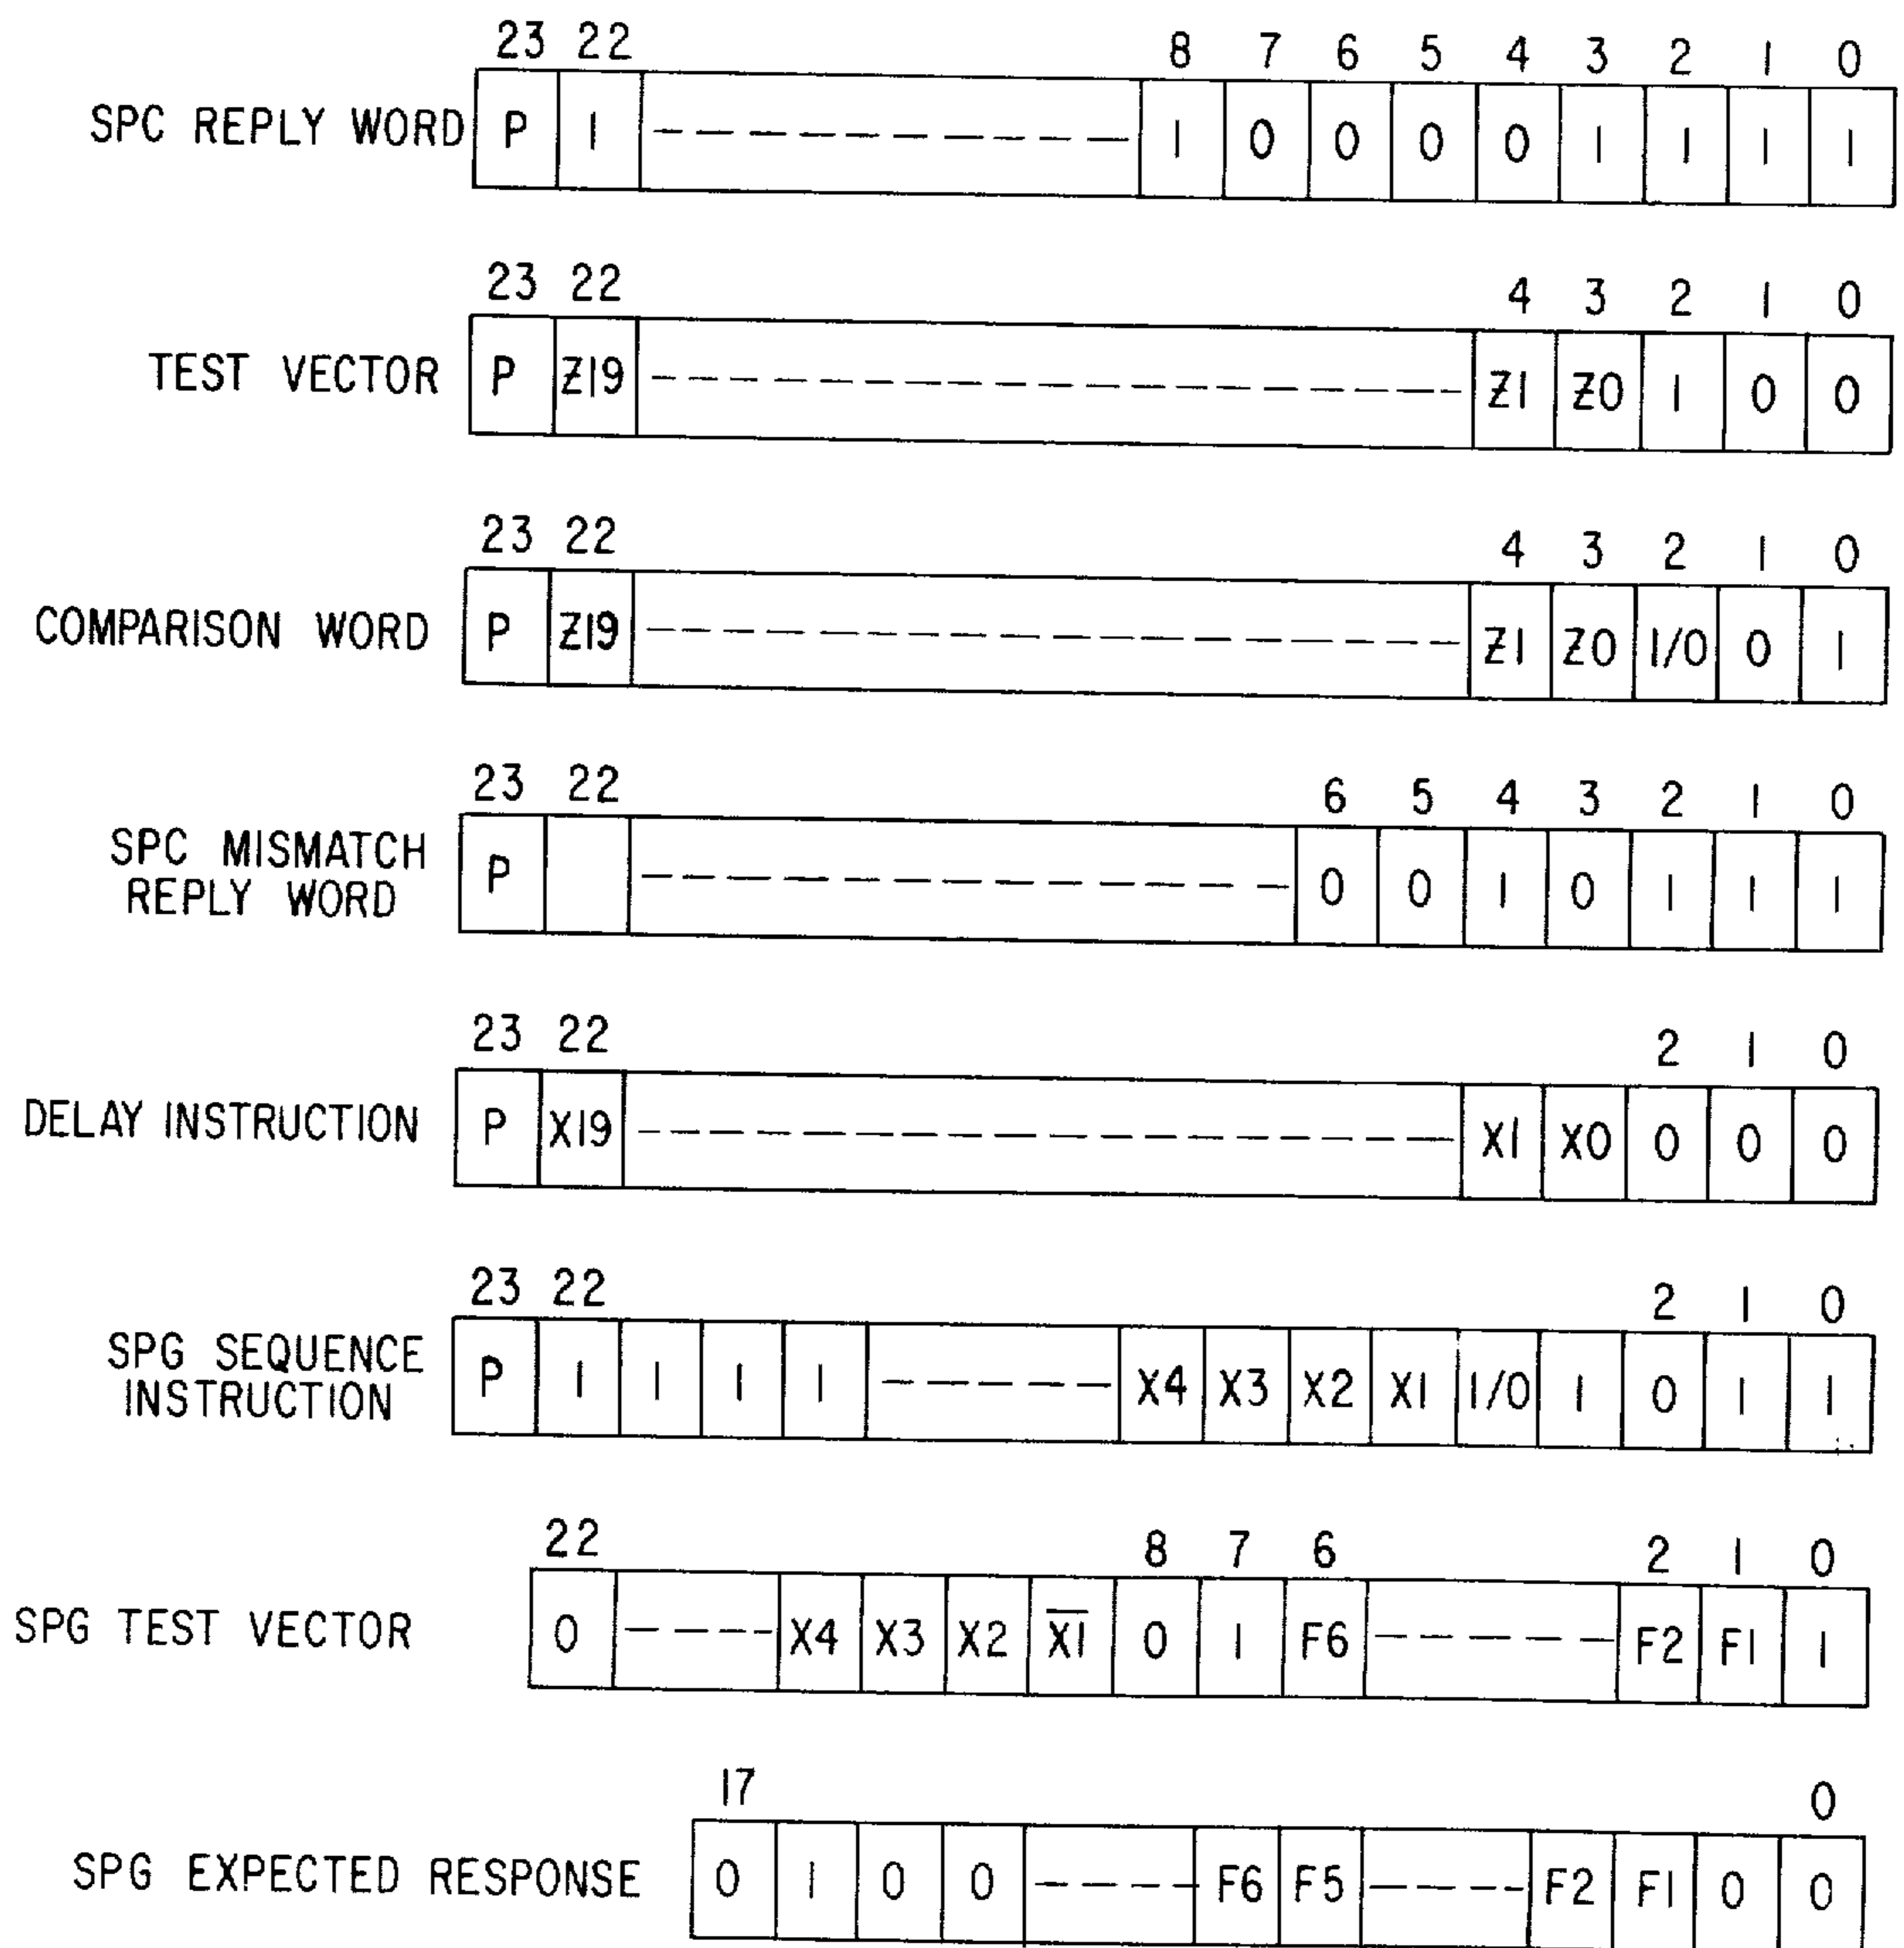 23 22 8 7 6 5 4 3 2 1 0
SPC REPLY WORD P 1 1 0 0 0 0 1 1 1 1
23 22 4 3 2 1 0
TEST VECTOR P Z19 Z1 Z0 1 0 0
23 22 4 3 2 1 0
COMPARISON WORD P Z19 Z1 Z0 1/0 0 1
23 22 6 5 4 3 2 1 0
SPC MISMATCH
REPLY WORD
P 0 0 1 0 1 1 1
23 22 2 1 0
DELAY INSTRUCTION P X19 X1 X0 0 0 0
23 22 2 1 0
SPG SEQUENCE
INSTRUCTION
P 1 1 1 1 X4 X3 X2 X1 1/0 1 0 1 1
22 8 7 6 2 1 0
SPG TEST VECTOR 0 X4 X3 X2 X̅1̅ 0 1 F6 F2 F1 1
17 0
SPG EXPECTED RESPONSE 0 1 0 0 F6 F5 F2 F1 0 0